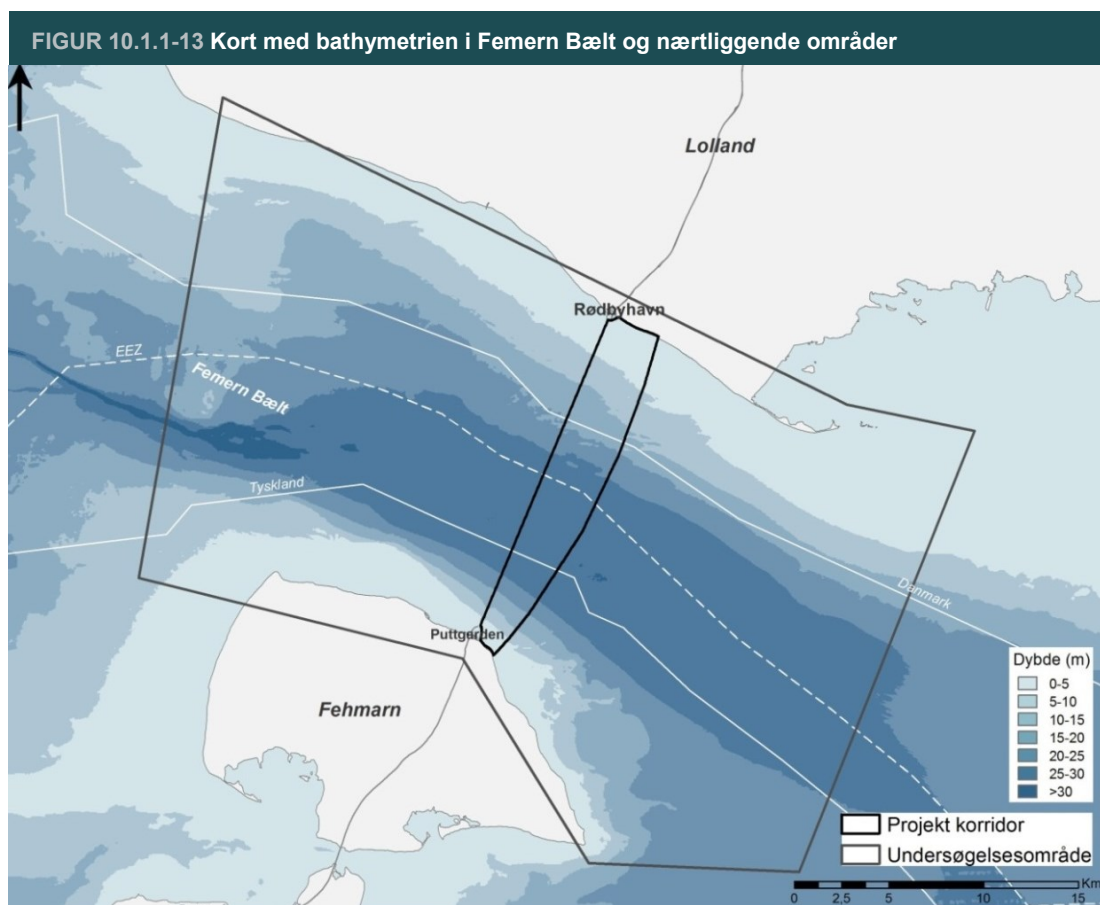 FIGUR 10.1.1-13 Kort med bathymetrien i Femern Bælt og nærtliggende områder
Lolland
Rødbyhavn
EEZ
Femern Bælt
Tyskland
Danmark
Puttgarden
Fehmarn
Dybde (m)
0-5
5-10
10-15
15-20
20-25
25-30
>30
Projekt korridor
Undersøgelsesområde
Km
0 2,5 5 10 15